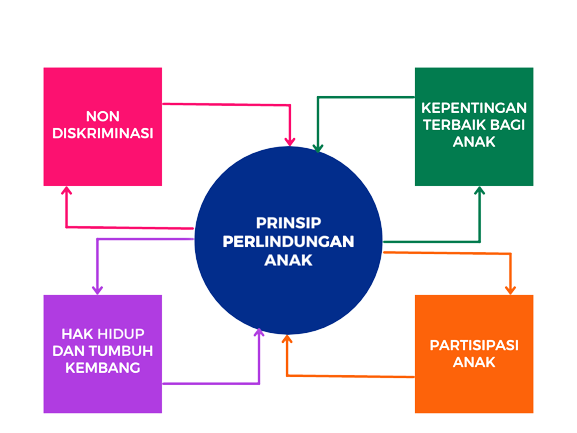 NON
DISKRIMINASI
KEPENTINGAN
TERBAIK BAGI
ANAK
PRINSIP
PERLINDUNGAN
ANAK
HAK HIDUP
DAN TUMBUH
KEMBANG
PARTISIPASI
ANAK